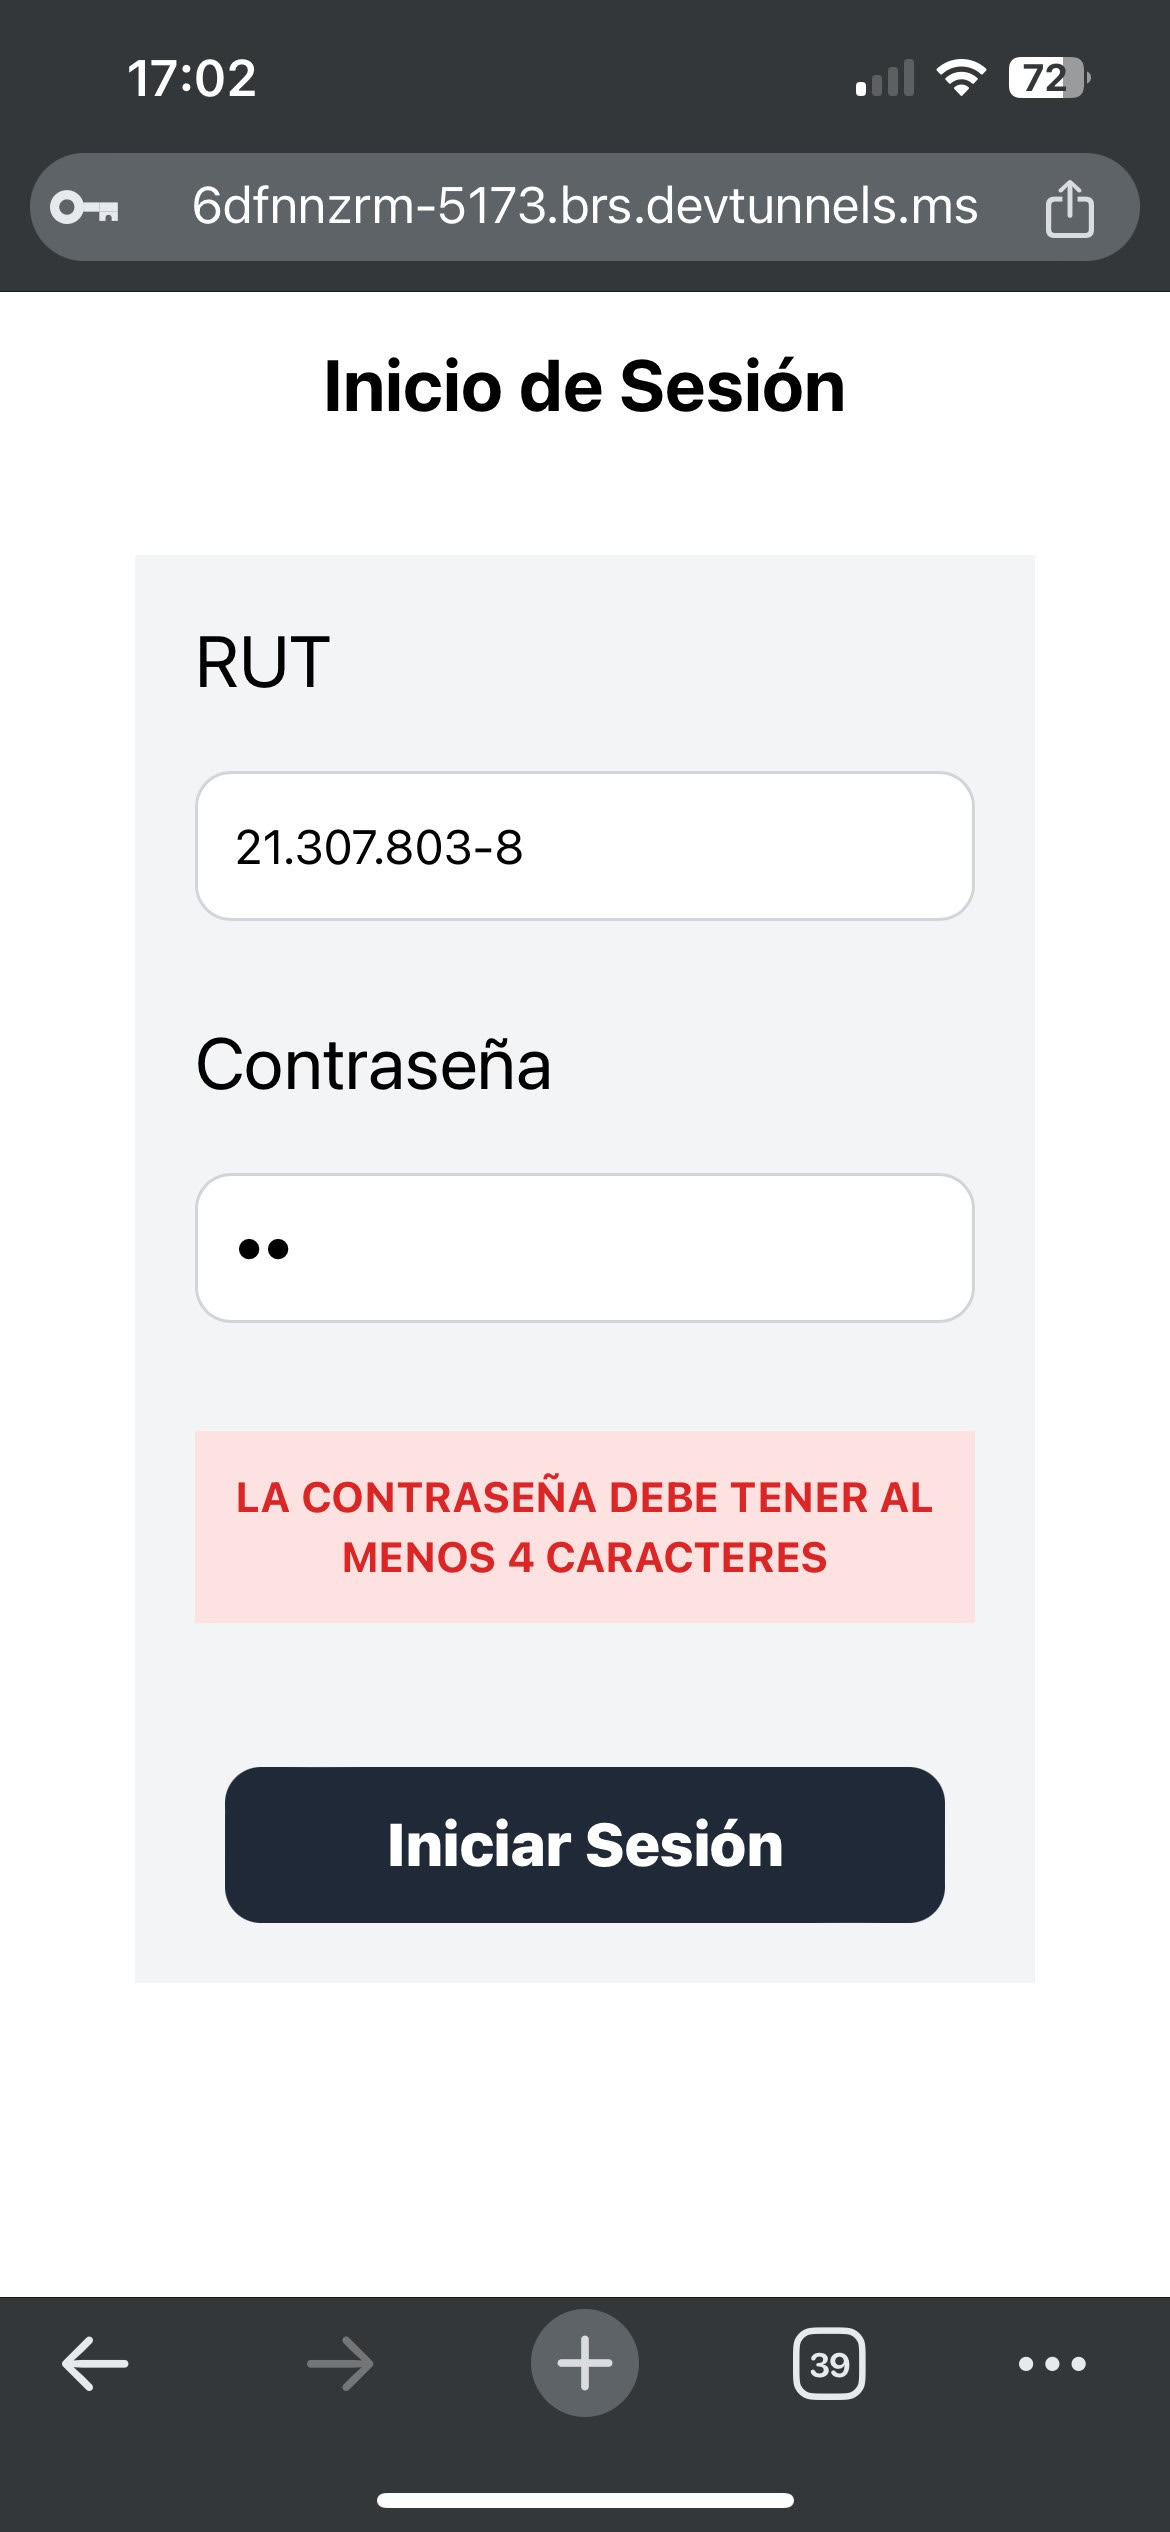 17:02
72
6dfnnzrm-5173.brs.devtunnels.ms
Inicio de Sesión
RUT
21.307.803-8
Contraseña
••
LA CONTRASEÑA DEBE TENER AL
MENOS 4 CARACTERES
Iniciar Sesión
39